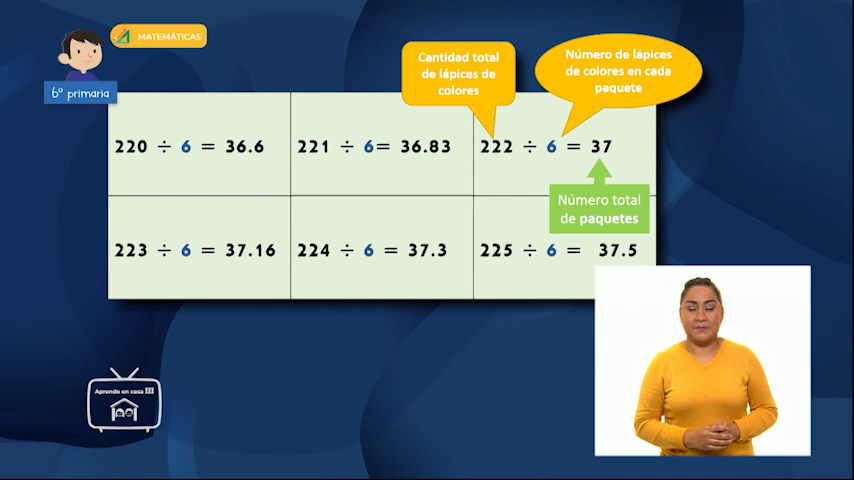 MATEMÁTICAS
6º primaria
Cantidad total
de lápices de
colores
Número de lápices
de colores en cada
paquete
220 ÷ 6 = 36.6
221 ÷ 6= 36.83
222 ÷ 6 = 37
Número total
de paquetes
223 ÷ 6 = 37.16
224 ÷ 6 = 37.3
225 ÷ 6 = 37.5
Aprende en casa III